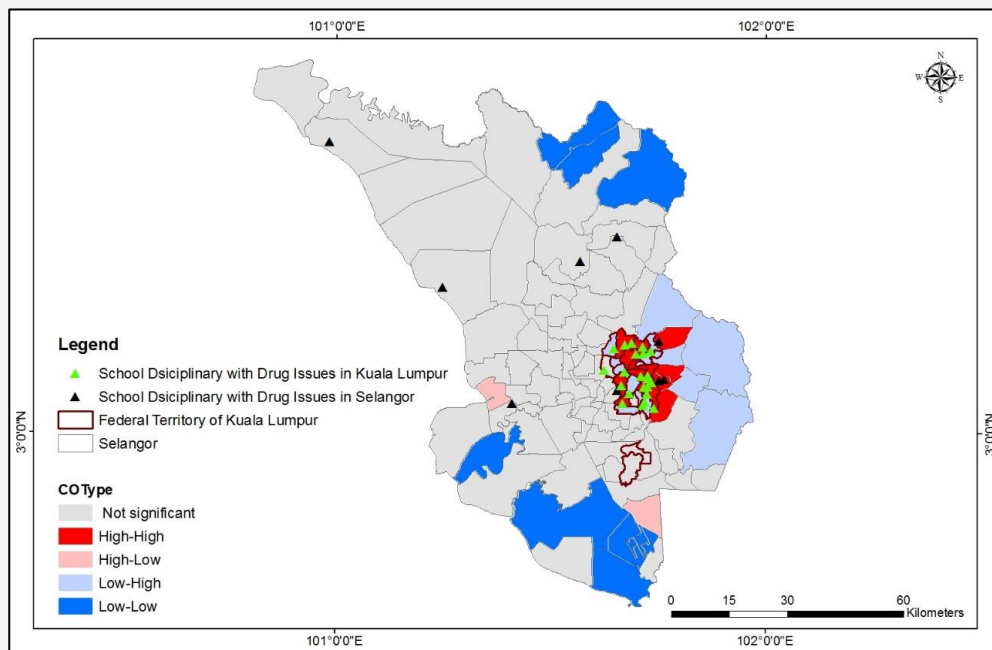 101°0'0"E 102°0'0"E
N
W E
S
Legend
School Dsiciplinary with Drug Issues in Kuala Lumpur
School Dsiciplinary with Drug Issues in Selangor
Federal Territory of Kuala Lumpur
Selangor
3°0'0"N 3°0'0"N
COType
Not significant
High-High
High-Low
Low-High
Low-Low
0 15 30 60
Kilometers
101°0'0"E 102°0'0"E